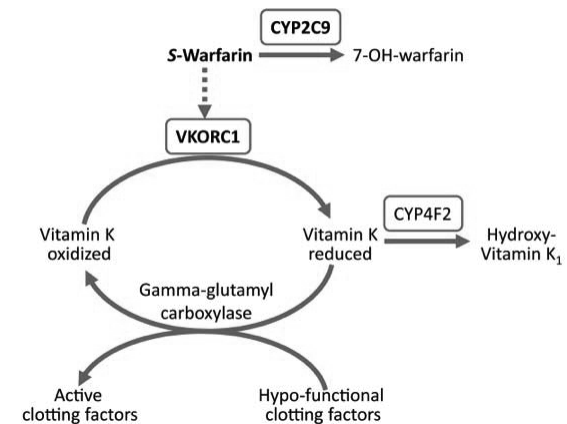 CYP2C9
S-Warfarin 7-OH-warfarin
VKORC1
CYP4F2
Vitamin K
oxidized
Vitamin K
reduced
Hydroxy-
Vitamin K₁
Gamma-glutamyl
carboxylase
Active
clotting factors
Hypo-functional
clotting factors